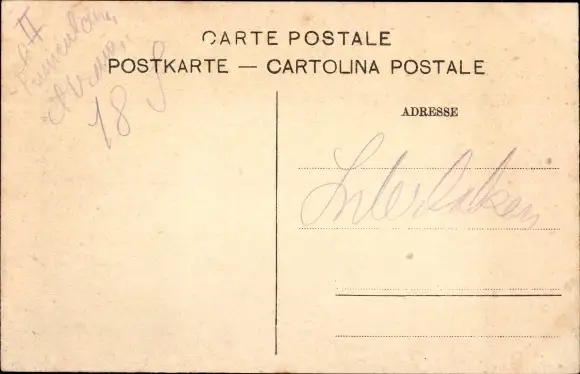 II
18
CARTE POSTALE
POSTKARTE — CARTOLINA POSTALE
ADRESSE
Interlaken